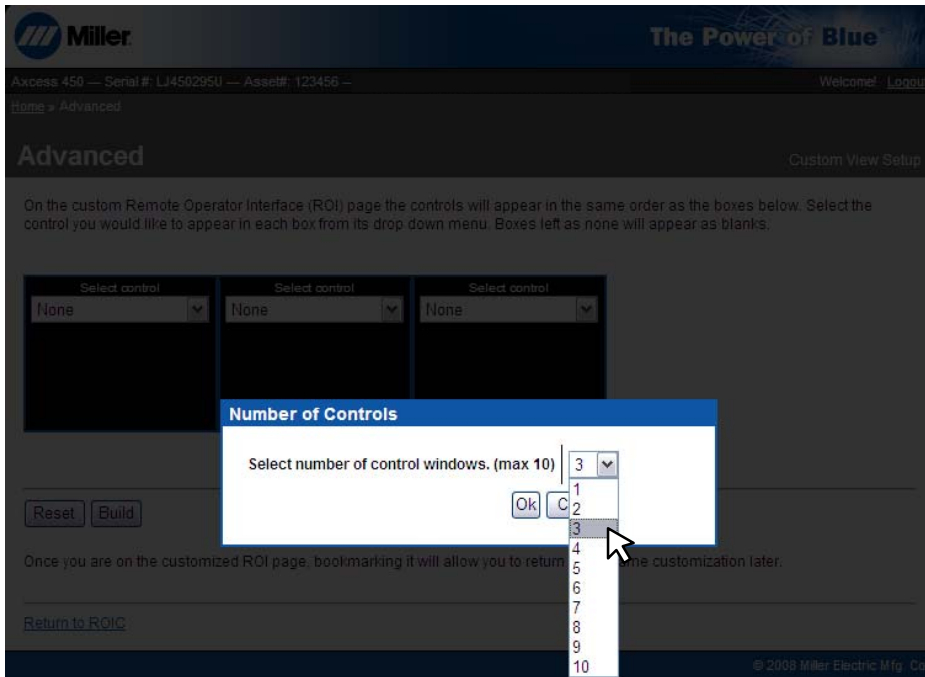 Miller
The Power of Blue
Axcess 450 — Serial #: LJ450295U — Asset#: 123456 –
Welcome! Logou
Home » Advanced
Advanced
Custom View Setup
On the custom Remote Operator Interface (ROI) page the controls will appear in the same order as the boxes below. Select the
control you would like to appear in each box from its drop down menu. Boxes left as none will appear as blanks.
Select control Select control Select control
None None None
Number of Controls
Select number of control windows. (max 10) 3
Ok C
1
2
3
4
5
6
7
8
9
10
Reset Build
Once you are on the customized ROI page, bookmarking it will allow you to return me customization later.
Return to ROIC
© 2008 Miller Electric Mfg. Co